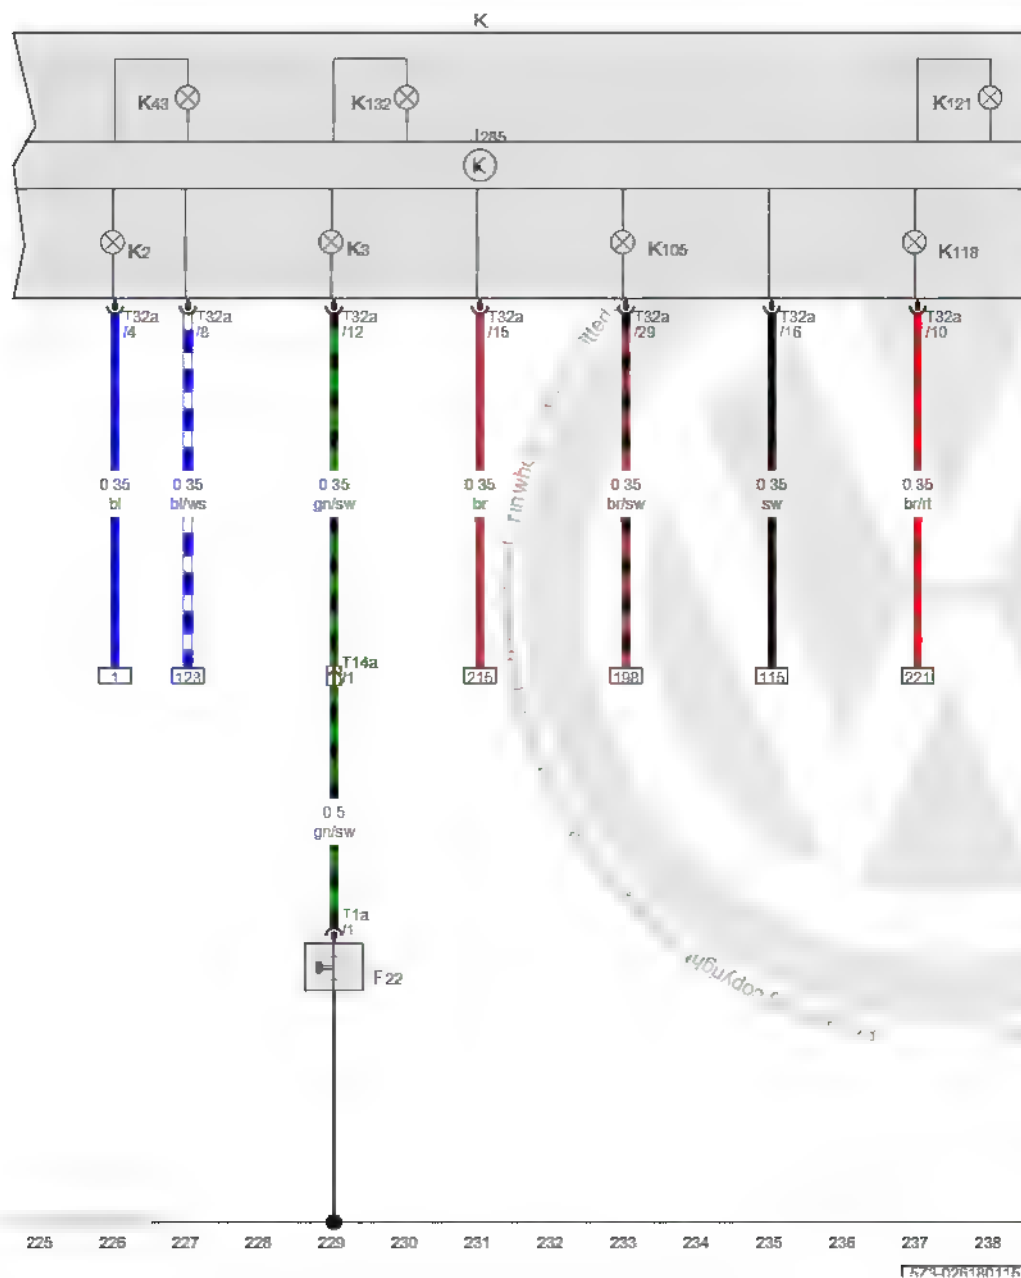 K
K43
K132
K121
J285
K
K2
K3
K105
K118
T32a
/4
T32a
/8
T32a
/12
T32a
/15
T32a
/29
T32a
/16
T32a
/10
0.35
bl
0.35
bl/ws
0.35
gn/sw
0.35
br
0.35
br/sw
0.35
sw
0.35
br/rt
1
123
T14a
/1
215
198
115
221
0.5
gn/sw
T1a
/1
F22
copyright
225 226 227 228 229 230 231 232 233 234 235 236 237 238